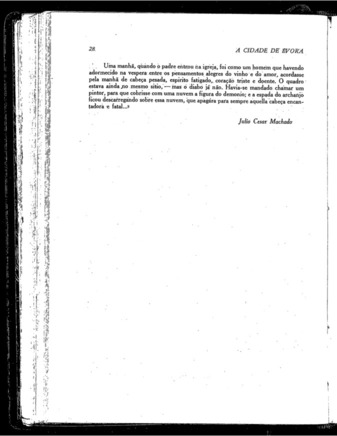 28
A CIDADE DE EVORA
Uma manhã, quando o padre entrou na igreja, foi como um homem que havendo
adormecido na vespera entre os pensamentos alegres do vinho e do amor, acordasse
pela manhã de cabeça pesada, espirito fatigado, coração triste e doente. O quadro
estava ainda no mesmo sitio, — mas o diabo já não. Havia-se mandado chamar um
pintor, para que cobrisse com uma nuvem a figura do demonio; e a espada do archanjo
ficou descarregando sobre essa nuvem, que apagára para sempre aquella cabeça encan-
tadora e fatal...»
Julio Cesar Machado